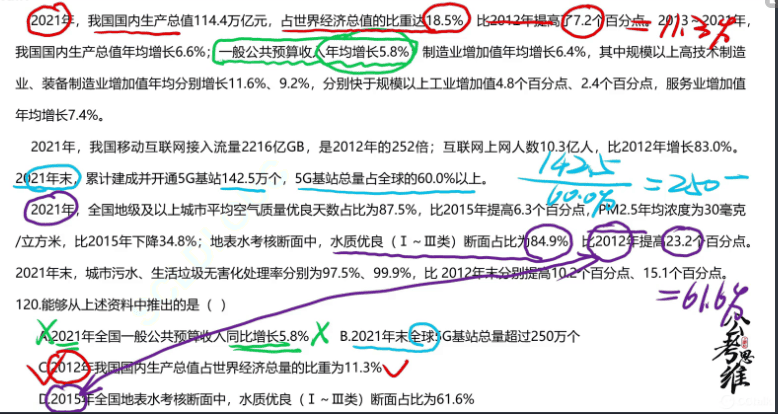 2021年，我国国内生产总值114.4万亿元，占世界经济总值的比重达18.5%，比2012年提高了7.2个百分点。2013—2021年，
=11.3%
我国国内生产总值年均增长6.6%；一般公共预算收入年均增长5.8%，制造业增加值年均增长6.4%，其中规模以上高技术制造
业、装备制造业增加值年均分别增长11.6%、9.2%，分别快于规模以上工业增加值4.8个百分点、2.4个百分点，服务业增加值
年均增长7.4%。
2021年，我国移动互联网接入流量2216亿GB，是2012年的252倍；互联网上网人数10.3亿人，比2012年增长83.0%。
2021年末，累计建成并开通5G基站142.5万个，5G基站总量占全球的60.0%以上。
142.5
60.0% =250-
2021年，全国地级及以上城市平均空气质量优良天数占比为87.5%，比2015年提高6.3个百分点，PM2.5年均浓度为30毫克
/立方米，比2015年下降34.8%；地表水考核断面中，水质优良（Ⅰ~Ⅲ类）断面占比为84.9%，比2012年提高23.2个百分点。
2021年末，城市污水、生活垃圾无害化处理率分别为97.5%、99.9%，比 2012年末分别提高10.2个百分点、15.1个百分点。
=61.6%
120.能够从上述资料中推出的是（ ）
A.2021年全国一般公共预算收入同比增长5.8% B.2021年末全球5G基站总量超过250万个
C.2012年我国国内生产总值占世界经济总量的比重为11.3%
D.2015年全国地表水考核断面中，水质优良（Ⅰ~Ⅲ类）断面占比为61.6%
公考思维